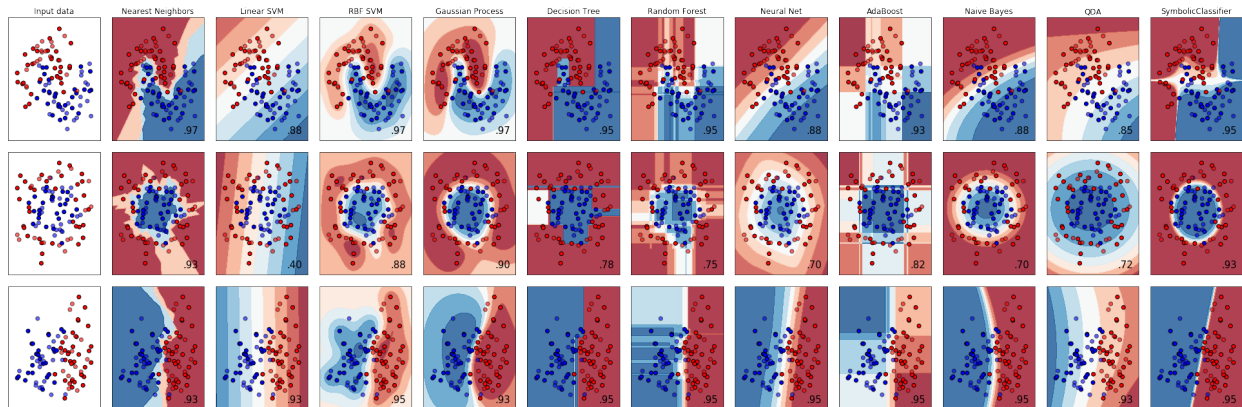 Input data Nearest Neighbors Linear SVM RBF SVM Gaussian Process Decision Tree Random Forest Neural Net AdaBoost Naive Bayes QDA SymbolicClassifier
.97 .88 .97 .97 .95 .95 .88 .93 .88 .85 .95
.93 .40 .88 .90 .78 .75 .70 .82 .70 .72 .93
.93 .93 .95 .93 .95 .95 .95 .95 .95 .93 .95